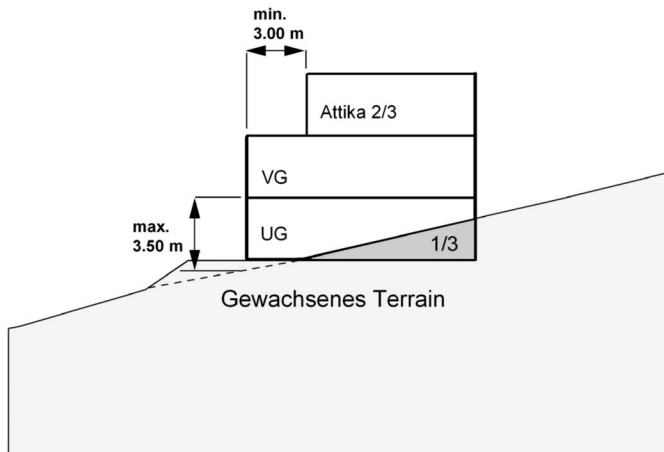 min.
3.00 m
Attika 2/3
VG
max.
3.50 m
UG
1/3
Gewachsenes Terrain